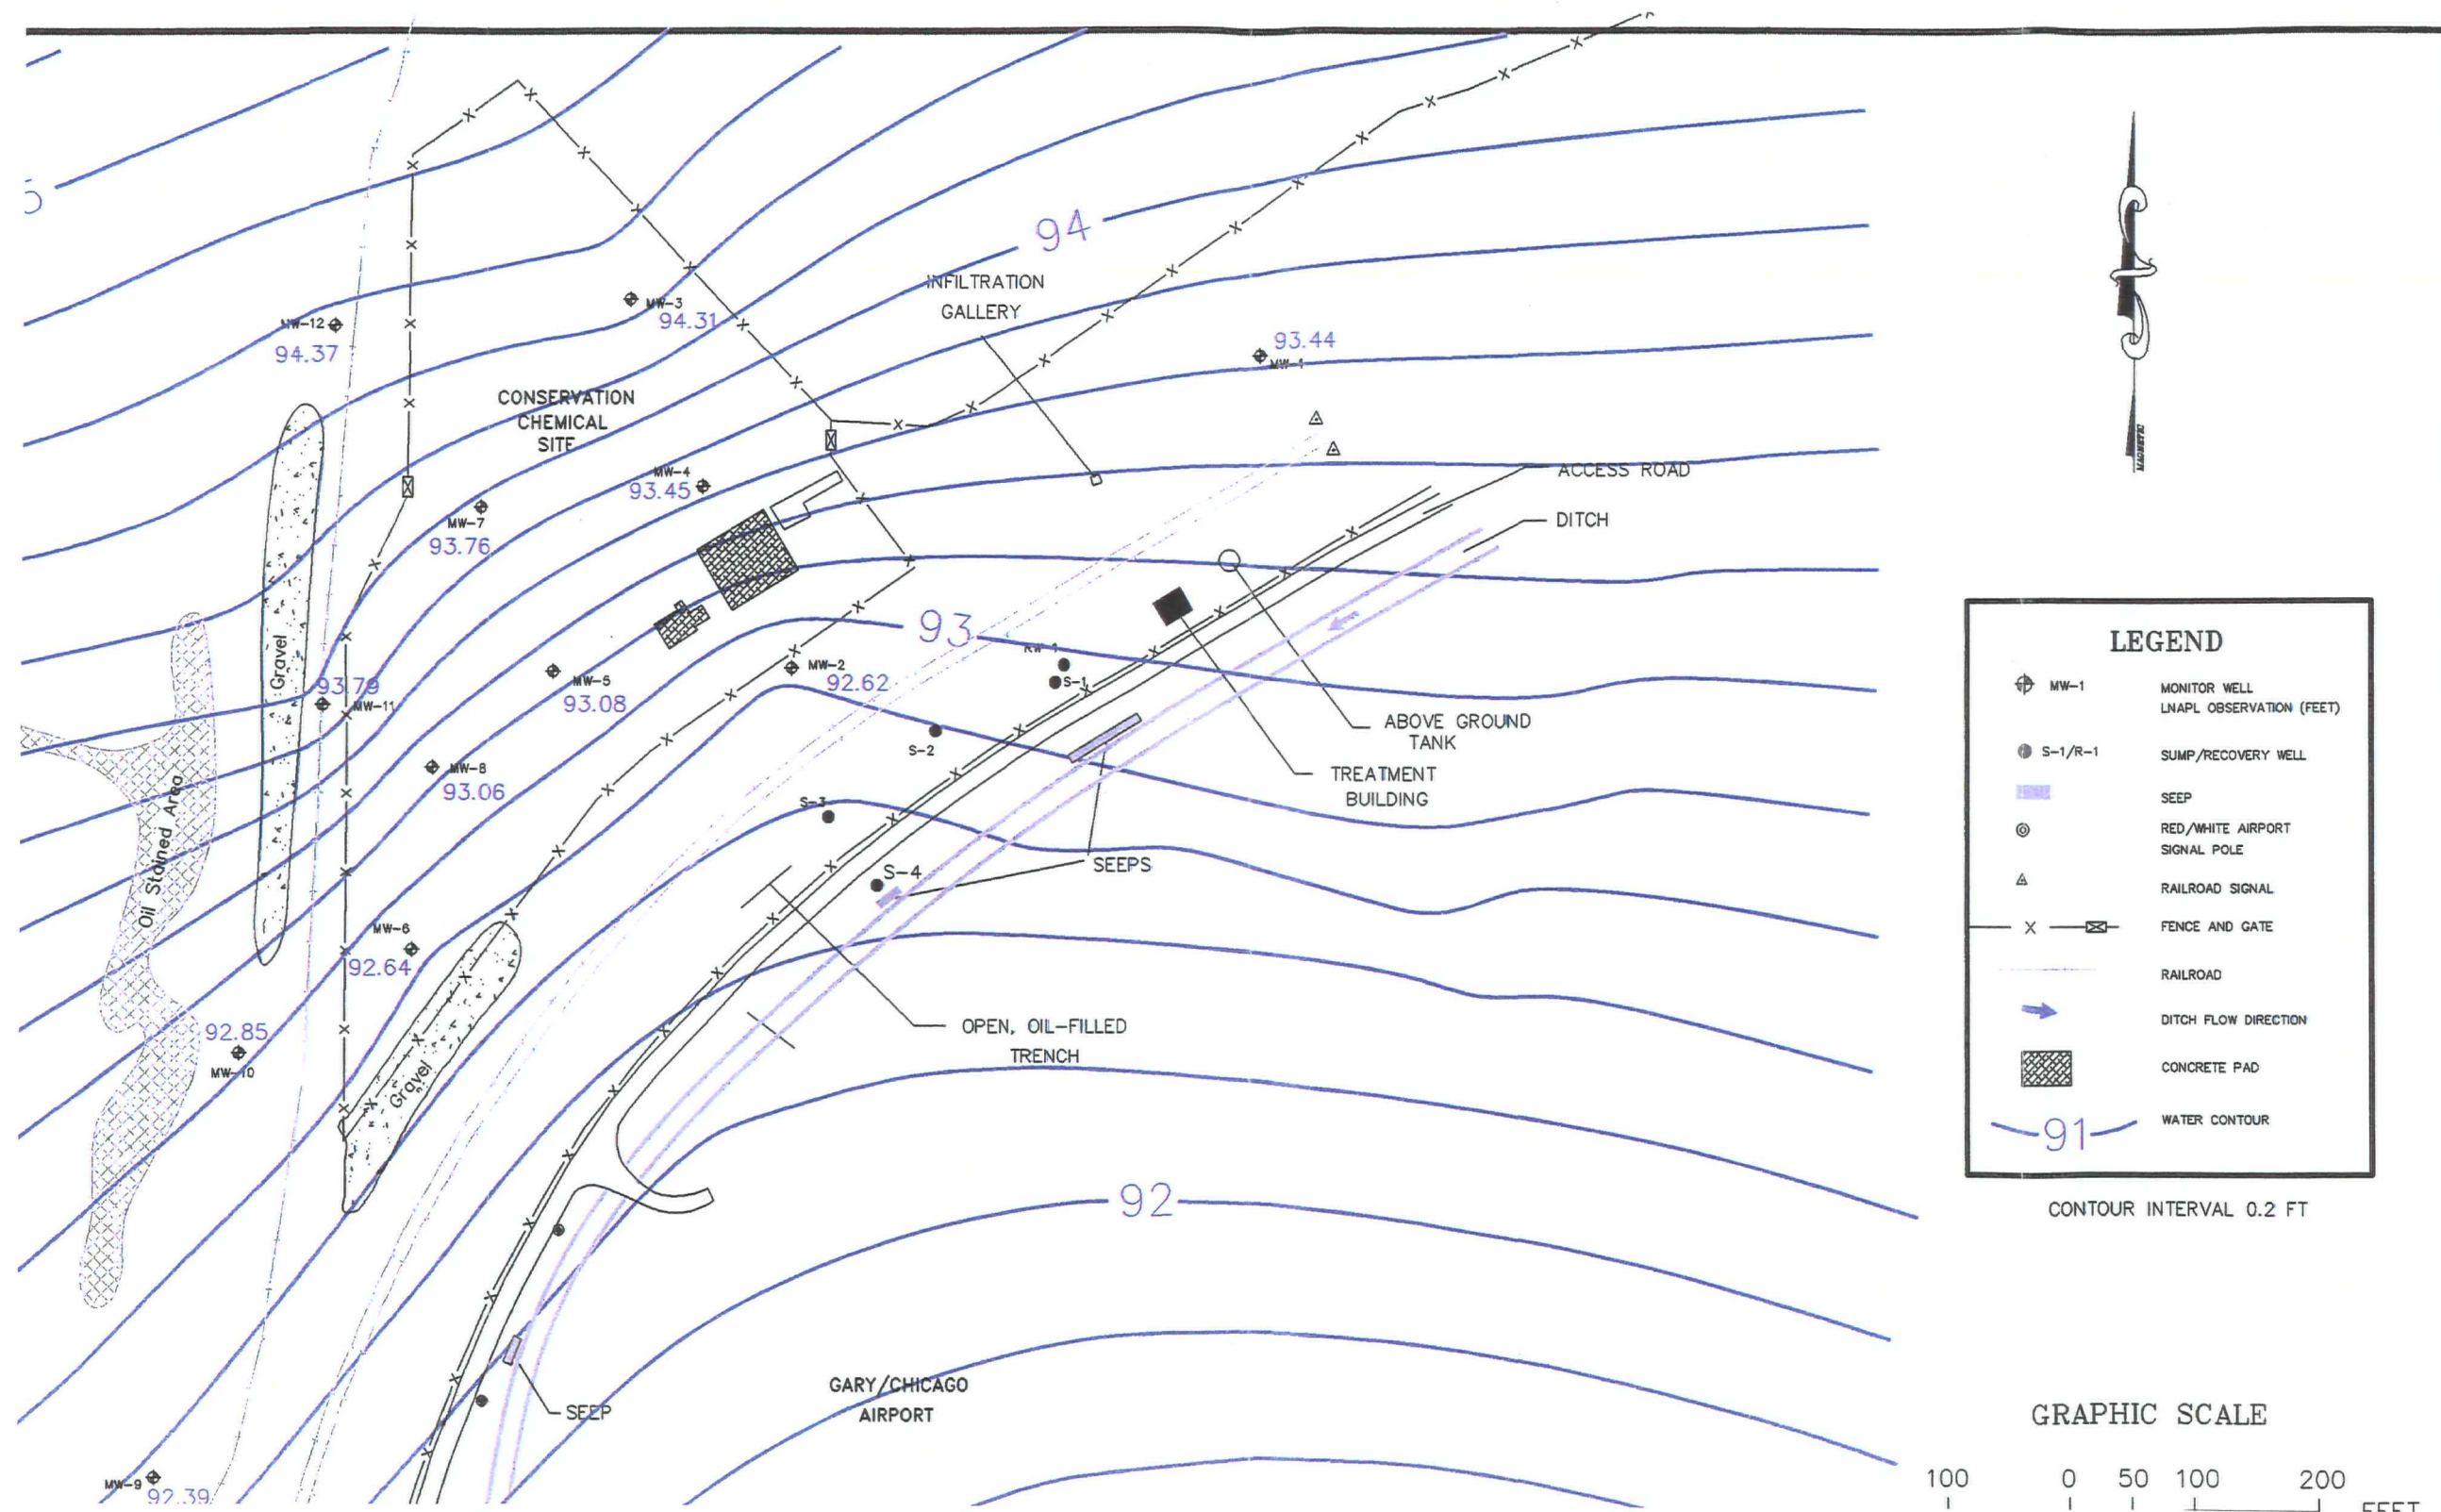 94
INFILTRATION
GALLERY
MW-3
94.31
MW-12
94.37
93.44
MW-1
CONSERVATION
CHEMICAL
SITE
MW-4
93.45
MW-7
93.76
ACCESS ROAD
DITCH
MAGNETIC
93
MW-2
92.62
S-1
MW-5
93.08
Gravel
93.79
MW-11
S-2
ABOVE GROUND
TANK
TREATMENT
BUILDING
MW-8
93.06
S-3
Oil Stained Area
SEEPS
S-4
MW-6
92.64
OPEN, OIL-FILLED
TRENCH
92.85
MW-10
Gravel
92
GARY/CHICAGO
AIRPORT
SEEP
MW-9
92.39
LEGEND
MW-1 MONITOR WELL
LNAPL OBSERVATION (FEET)
S-1/R-1 SUMP/RECOVERY WELL
SEEP
RED/WHITE AIRPORT
SIGNAL POLE
RAILROAD SIGNAL
FENCE AND GATE
RAILROAD
DITCH FLOW DIRECTION
CONCRETE PAD
91 WATER CONTOUR
CONTOUR INTERVAL 0.2 FT
GRAPHIC SCALE
100 0 50 100 200
FEET